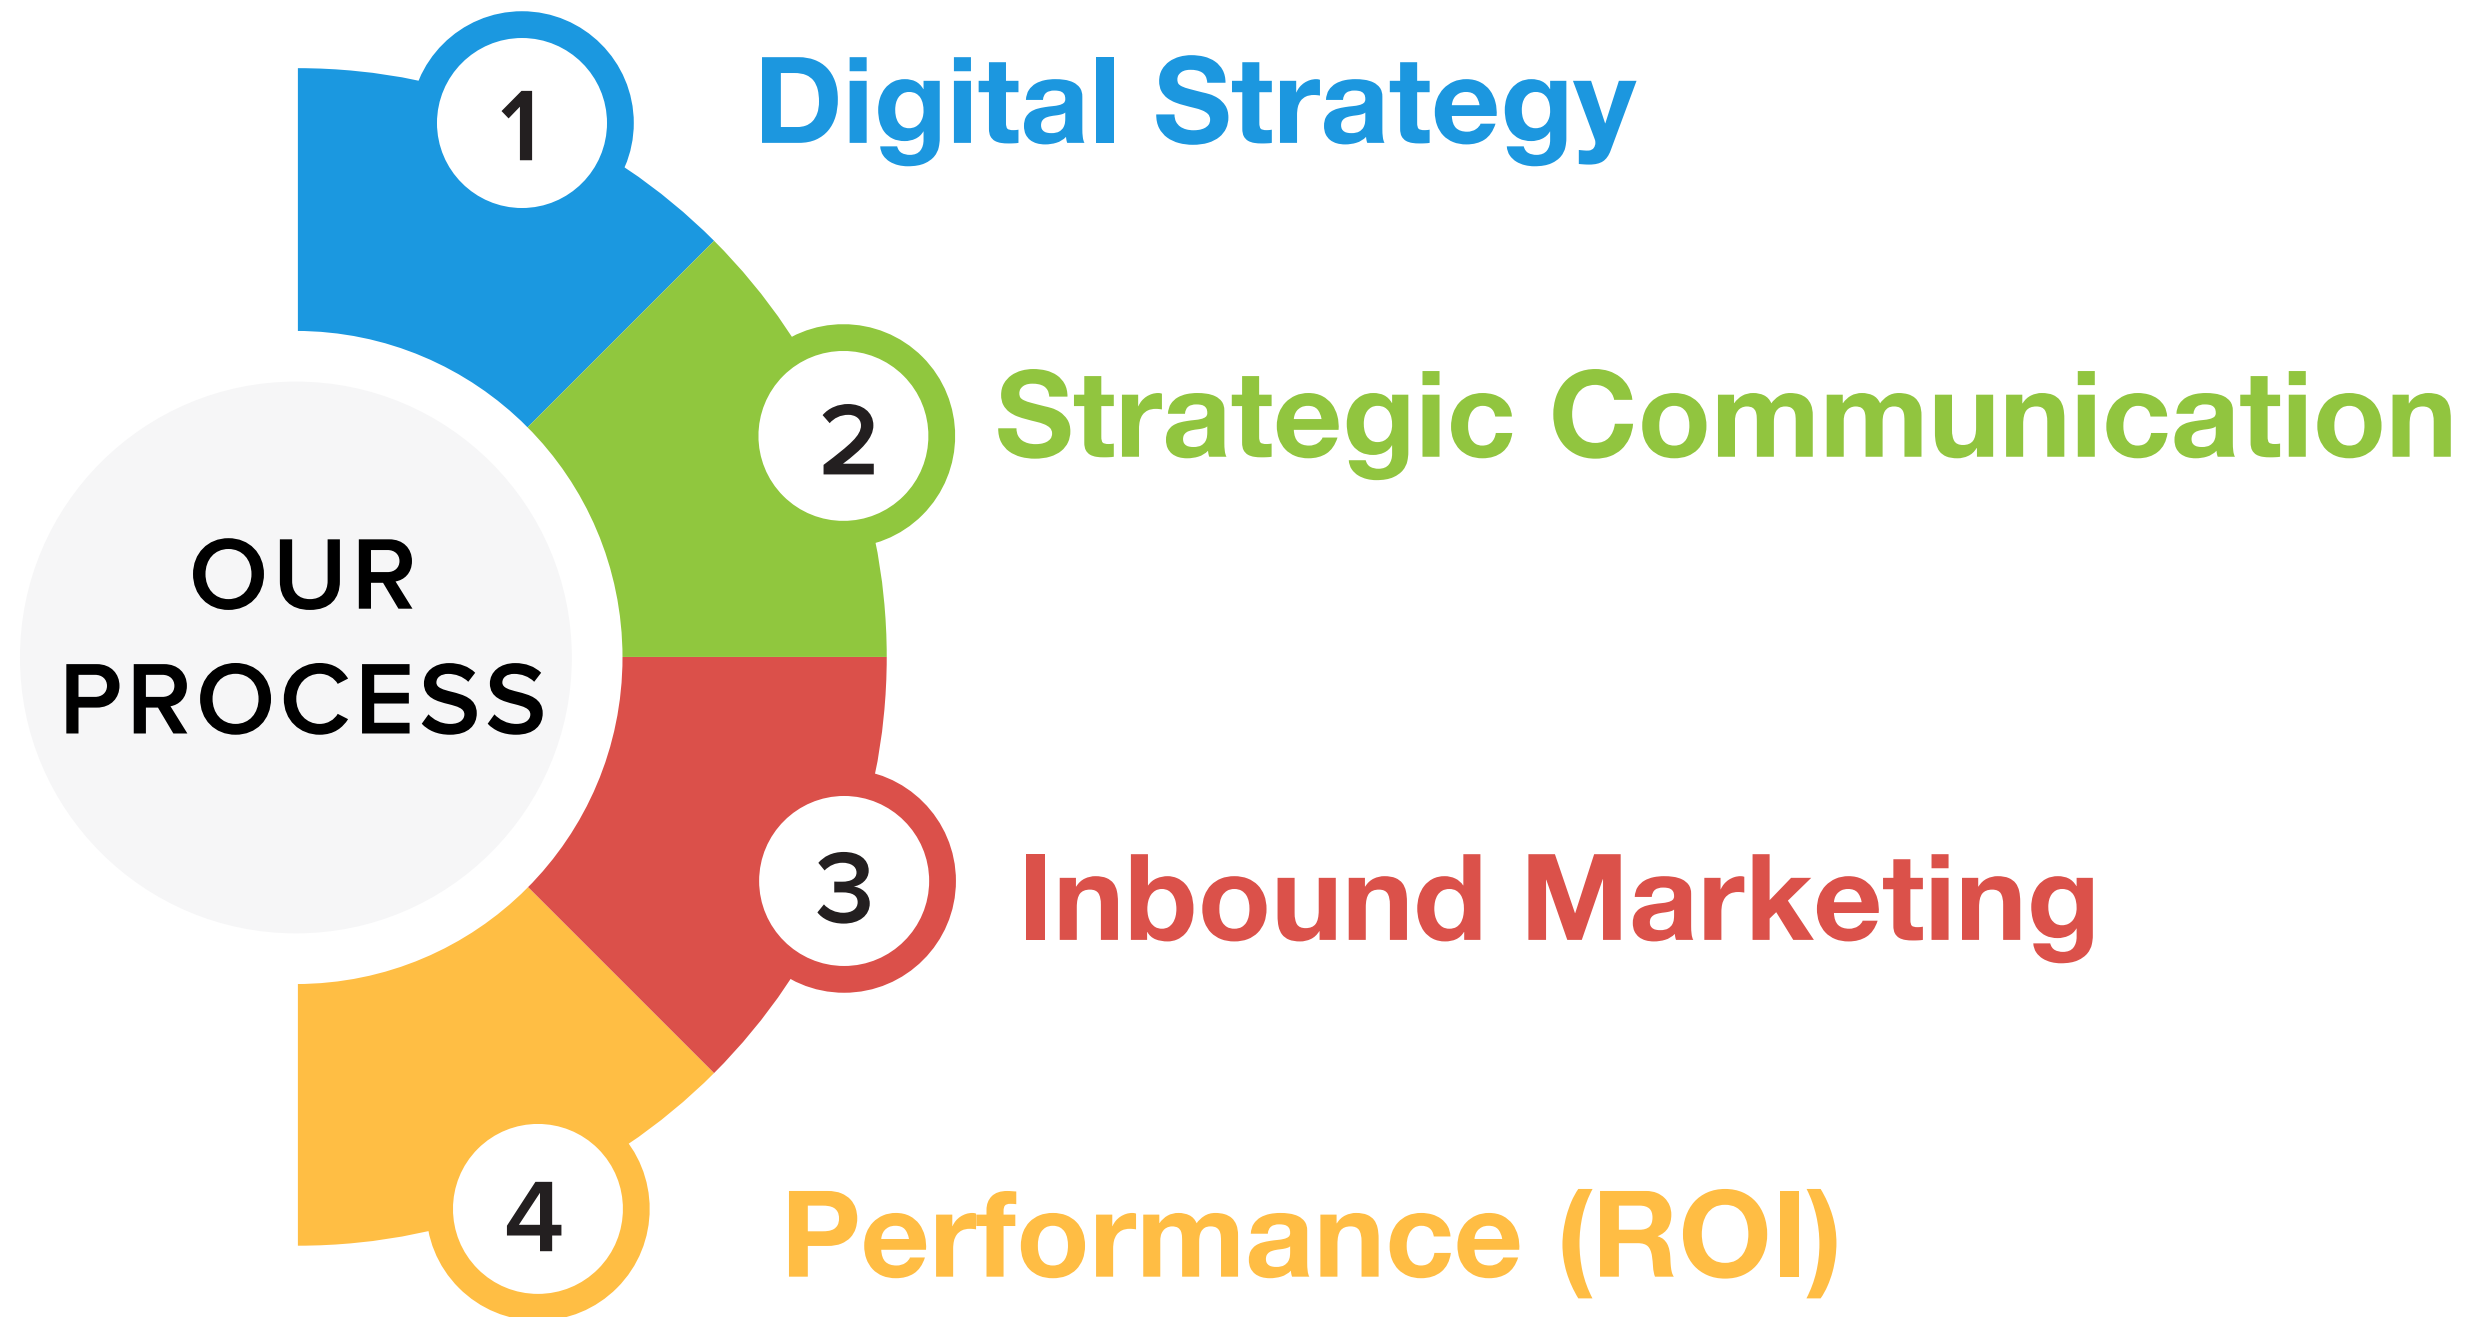 OUR
PROCESS
1
Digital Strategy
2
Strategic Communication
3
Inbound Marketing
4
Performance (ROI)